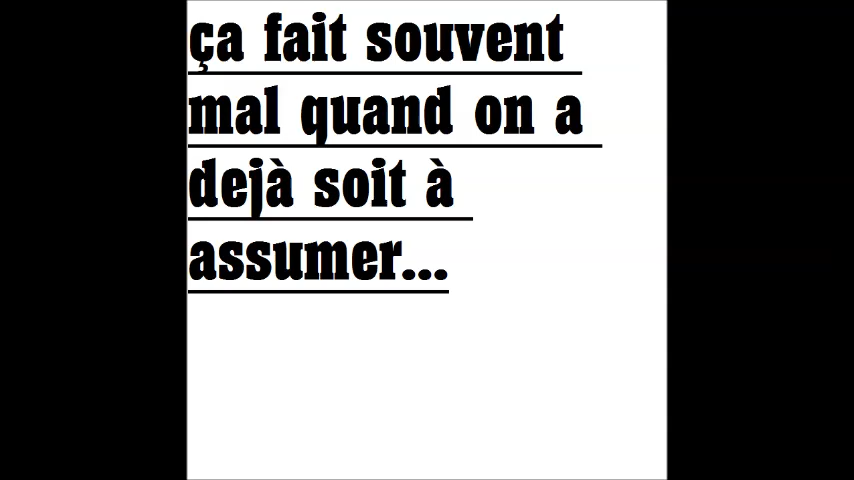 ça fait souvent
mal quand on a
dejà soit à
assumer...